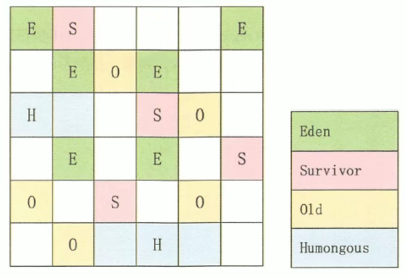 E S E
E O E
H S O
E E S
O S O
O H
Eden
Survivor
Old
Humongous